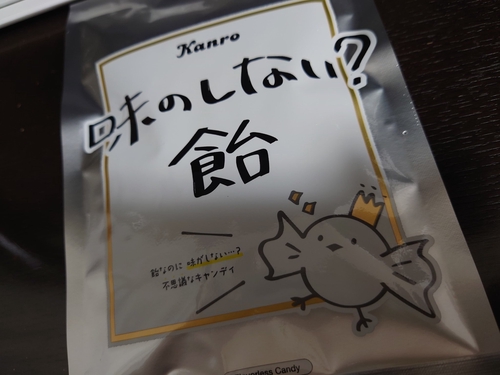 Kanro
味のしない?
飴
飴なのに 味がしない…?
不思議なキャンディ
Candy